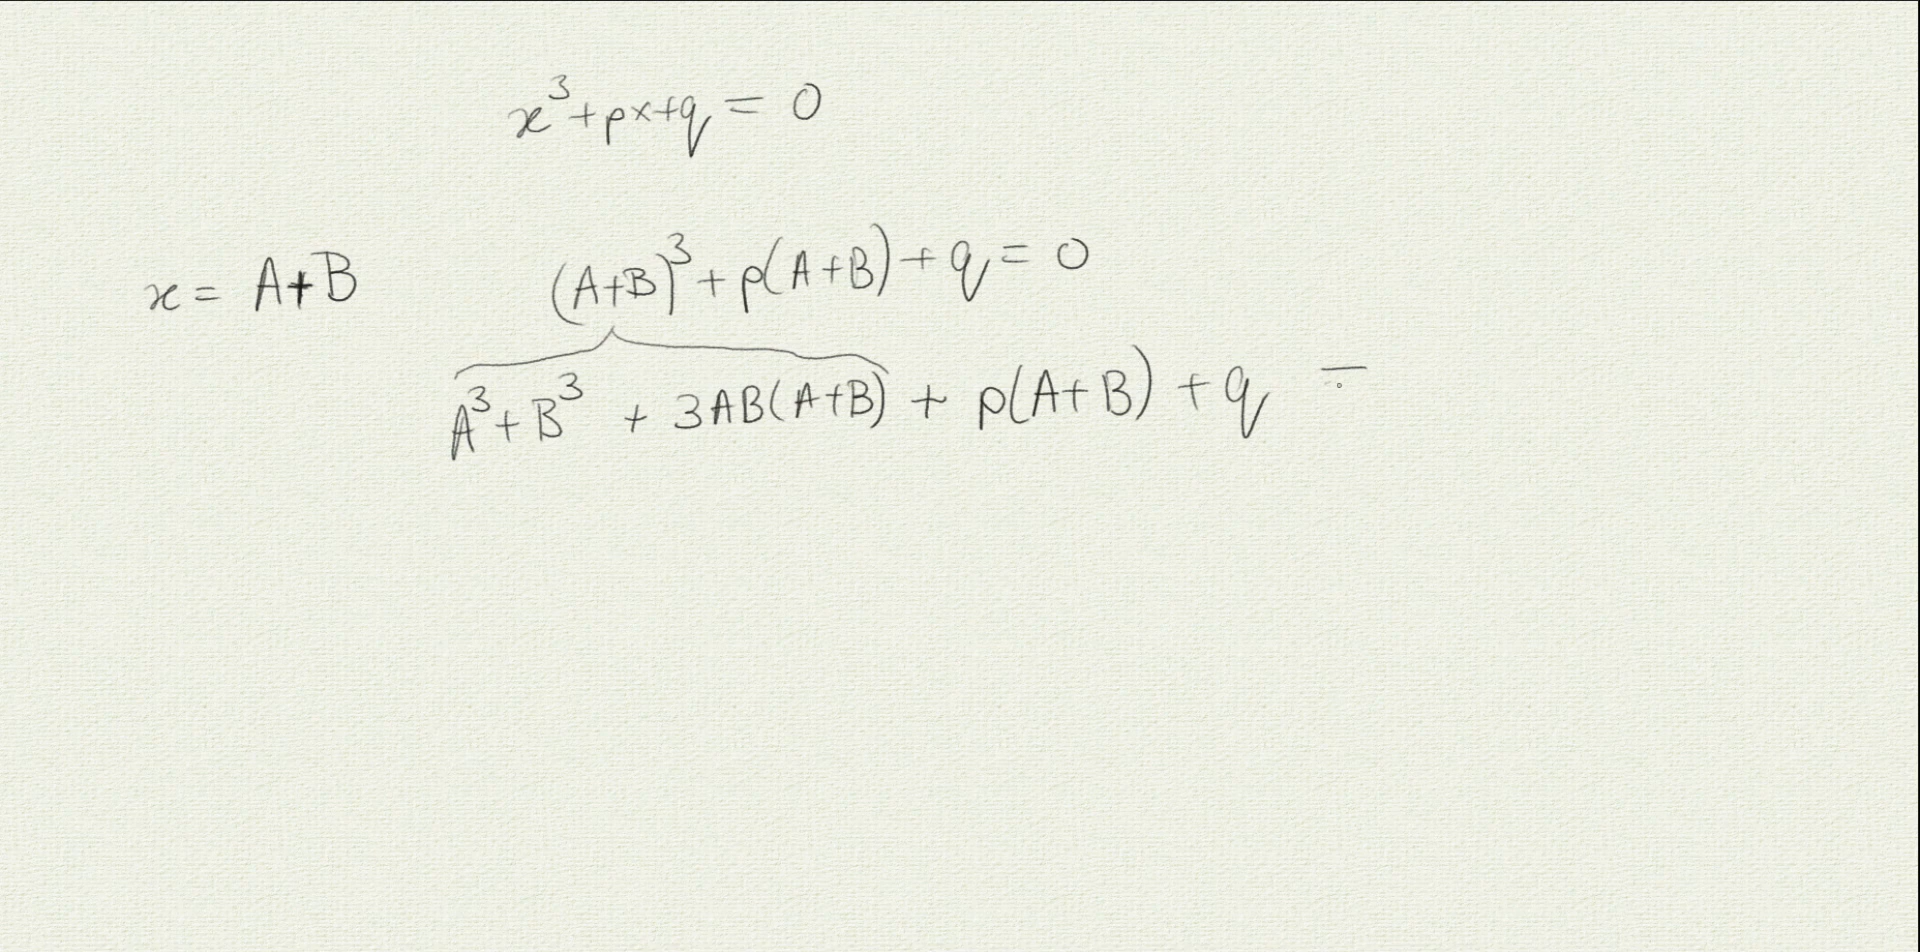 x³+px+q = 0
x = A+B (A+B)³+p(A+B)+q = 0
A³+B³ + 3AB(A+B) + p(A+B) +q =